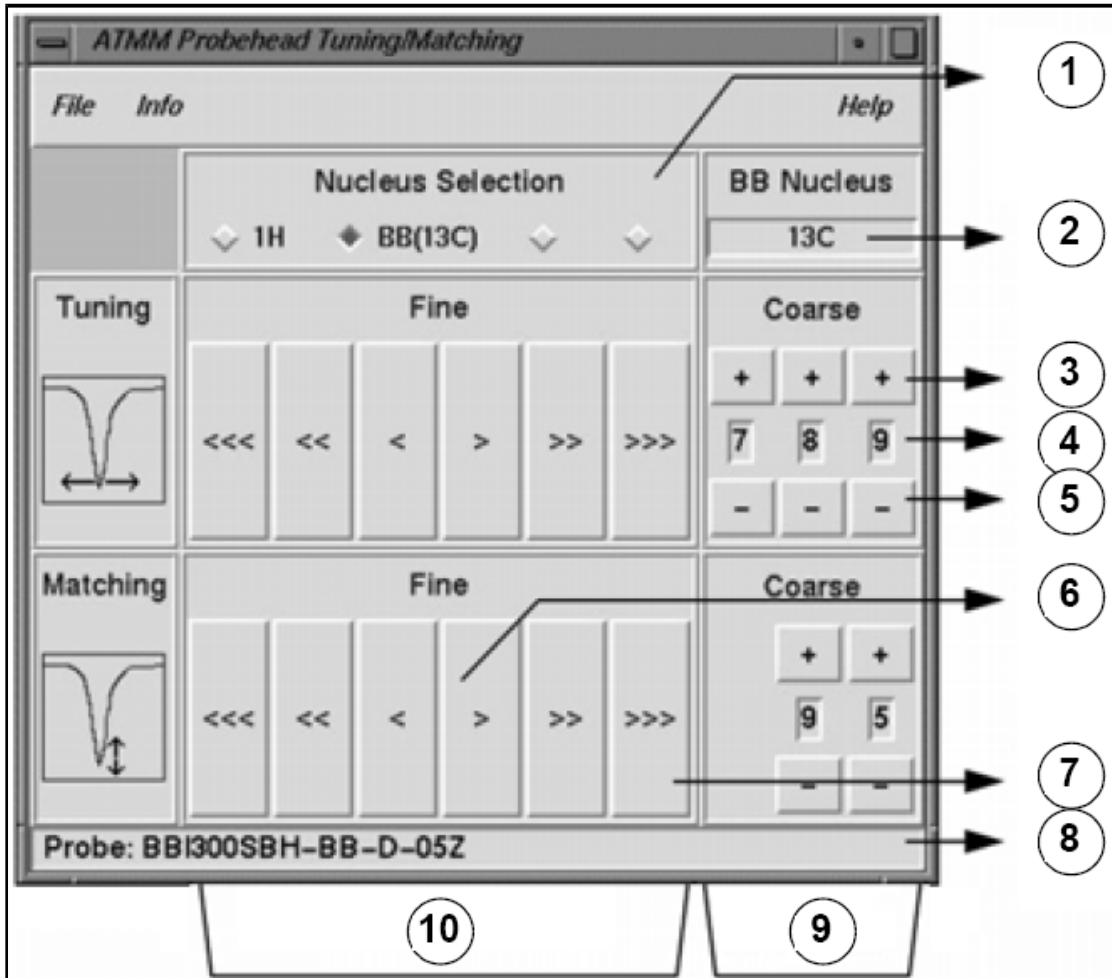 ATMM Probehead Tuning/Matching
File Info Help
1
Nucleus Selection BB Nucleus
1H BB(13C) 13C
2
Tuning Fine Coarse
+ + +
3
<<< << < > >> >>> 7 8 9
4
- - -
5
Matching Fine Coarse
6
+ +
<<< << < > >> >>> 9 5
- -
7
Probe: BBI300SBH-BB-D-05Z
8
10 9